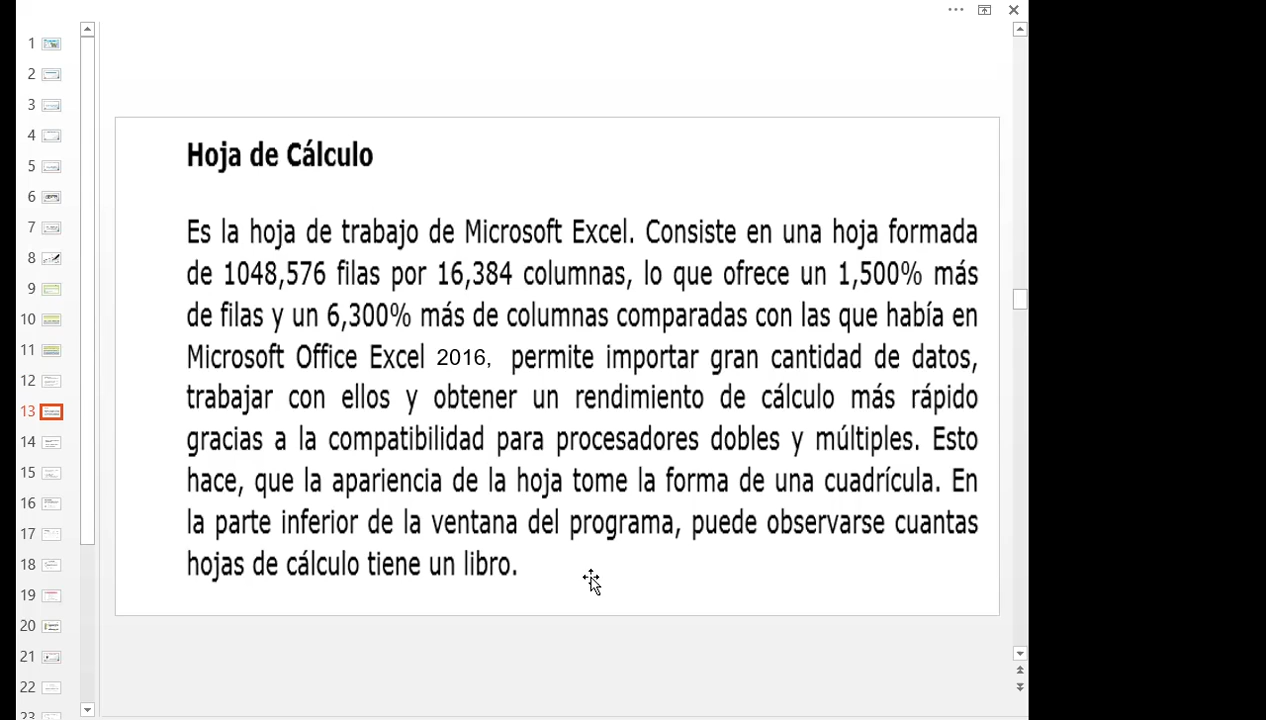 1
2
3
4
5
6
7
8
9
10
11
12
13
14
15
16
17
18
19
20
21
22
23
Hoja de Cálculo
Es la hoja de trabajo de Microsoft Excel. Consiste en una hoja formada
de 1048,576 filas por 16,384 columnas, lo que ofrece un 1,500% más
de filas y un 6,300% más de columnas comparadas con las que había en
Microsoft Office Excel 2016, permite importar gran cantidad de datos,
trabajar con ellos y obtener un rendimiento de cálculo más rápido
gracias a la compatibilidad para procesadores dobles y múltiples. Esto
hace, que la apariencia de la hoja tome la forma de una cuadrícula. En
la parte inferior de la ventana del programa, puede observarse cuantas
hojas de cálculo tiene un libro.